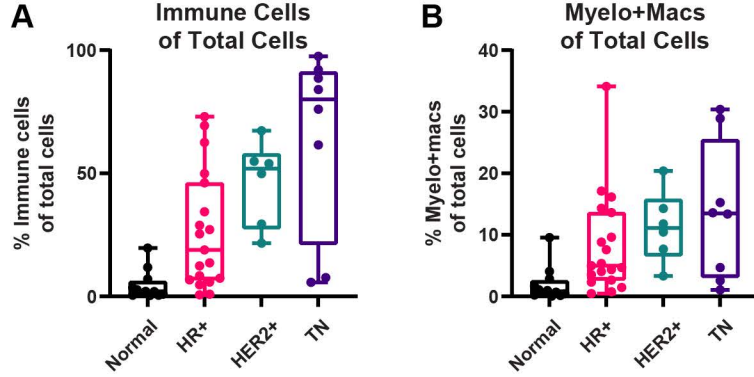 A
Immune Cells
of Total Cells
% Immune cells
of total cells
100
50
0
Normal
HR+
HER2+
TN
B
Myelo+Macs
of Total Cells
% Myelo+macs
of total cells
40
30
20
10
0
Normal
HR+
HER2+
TN